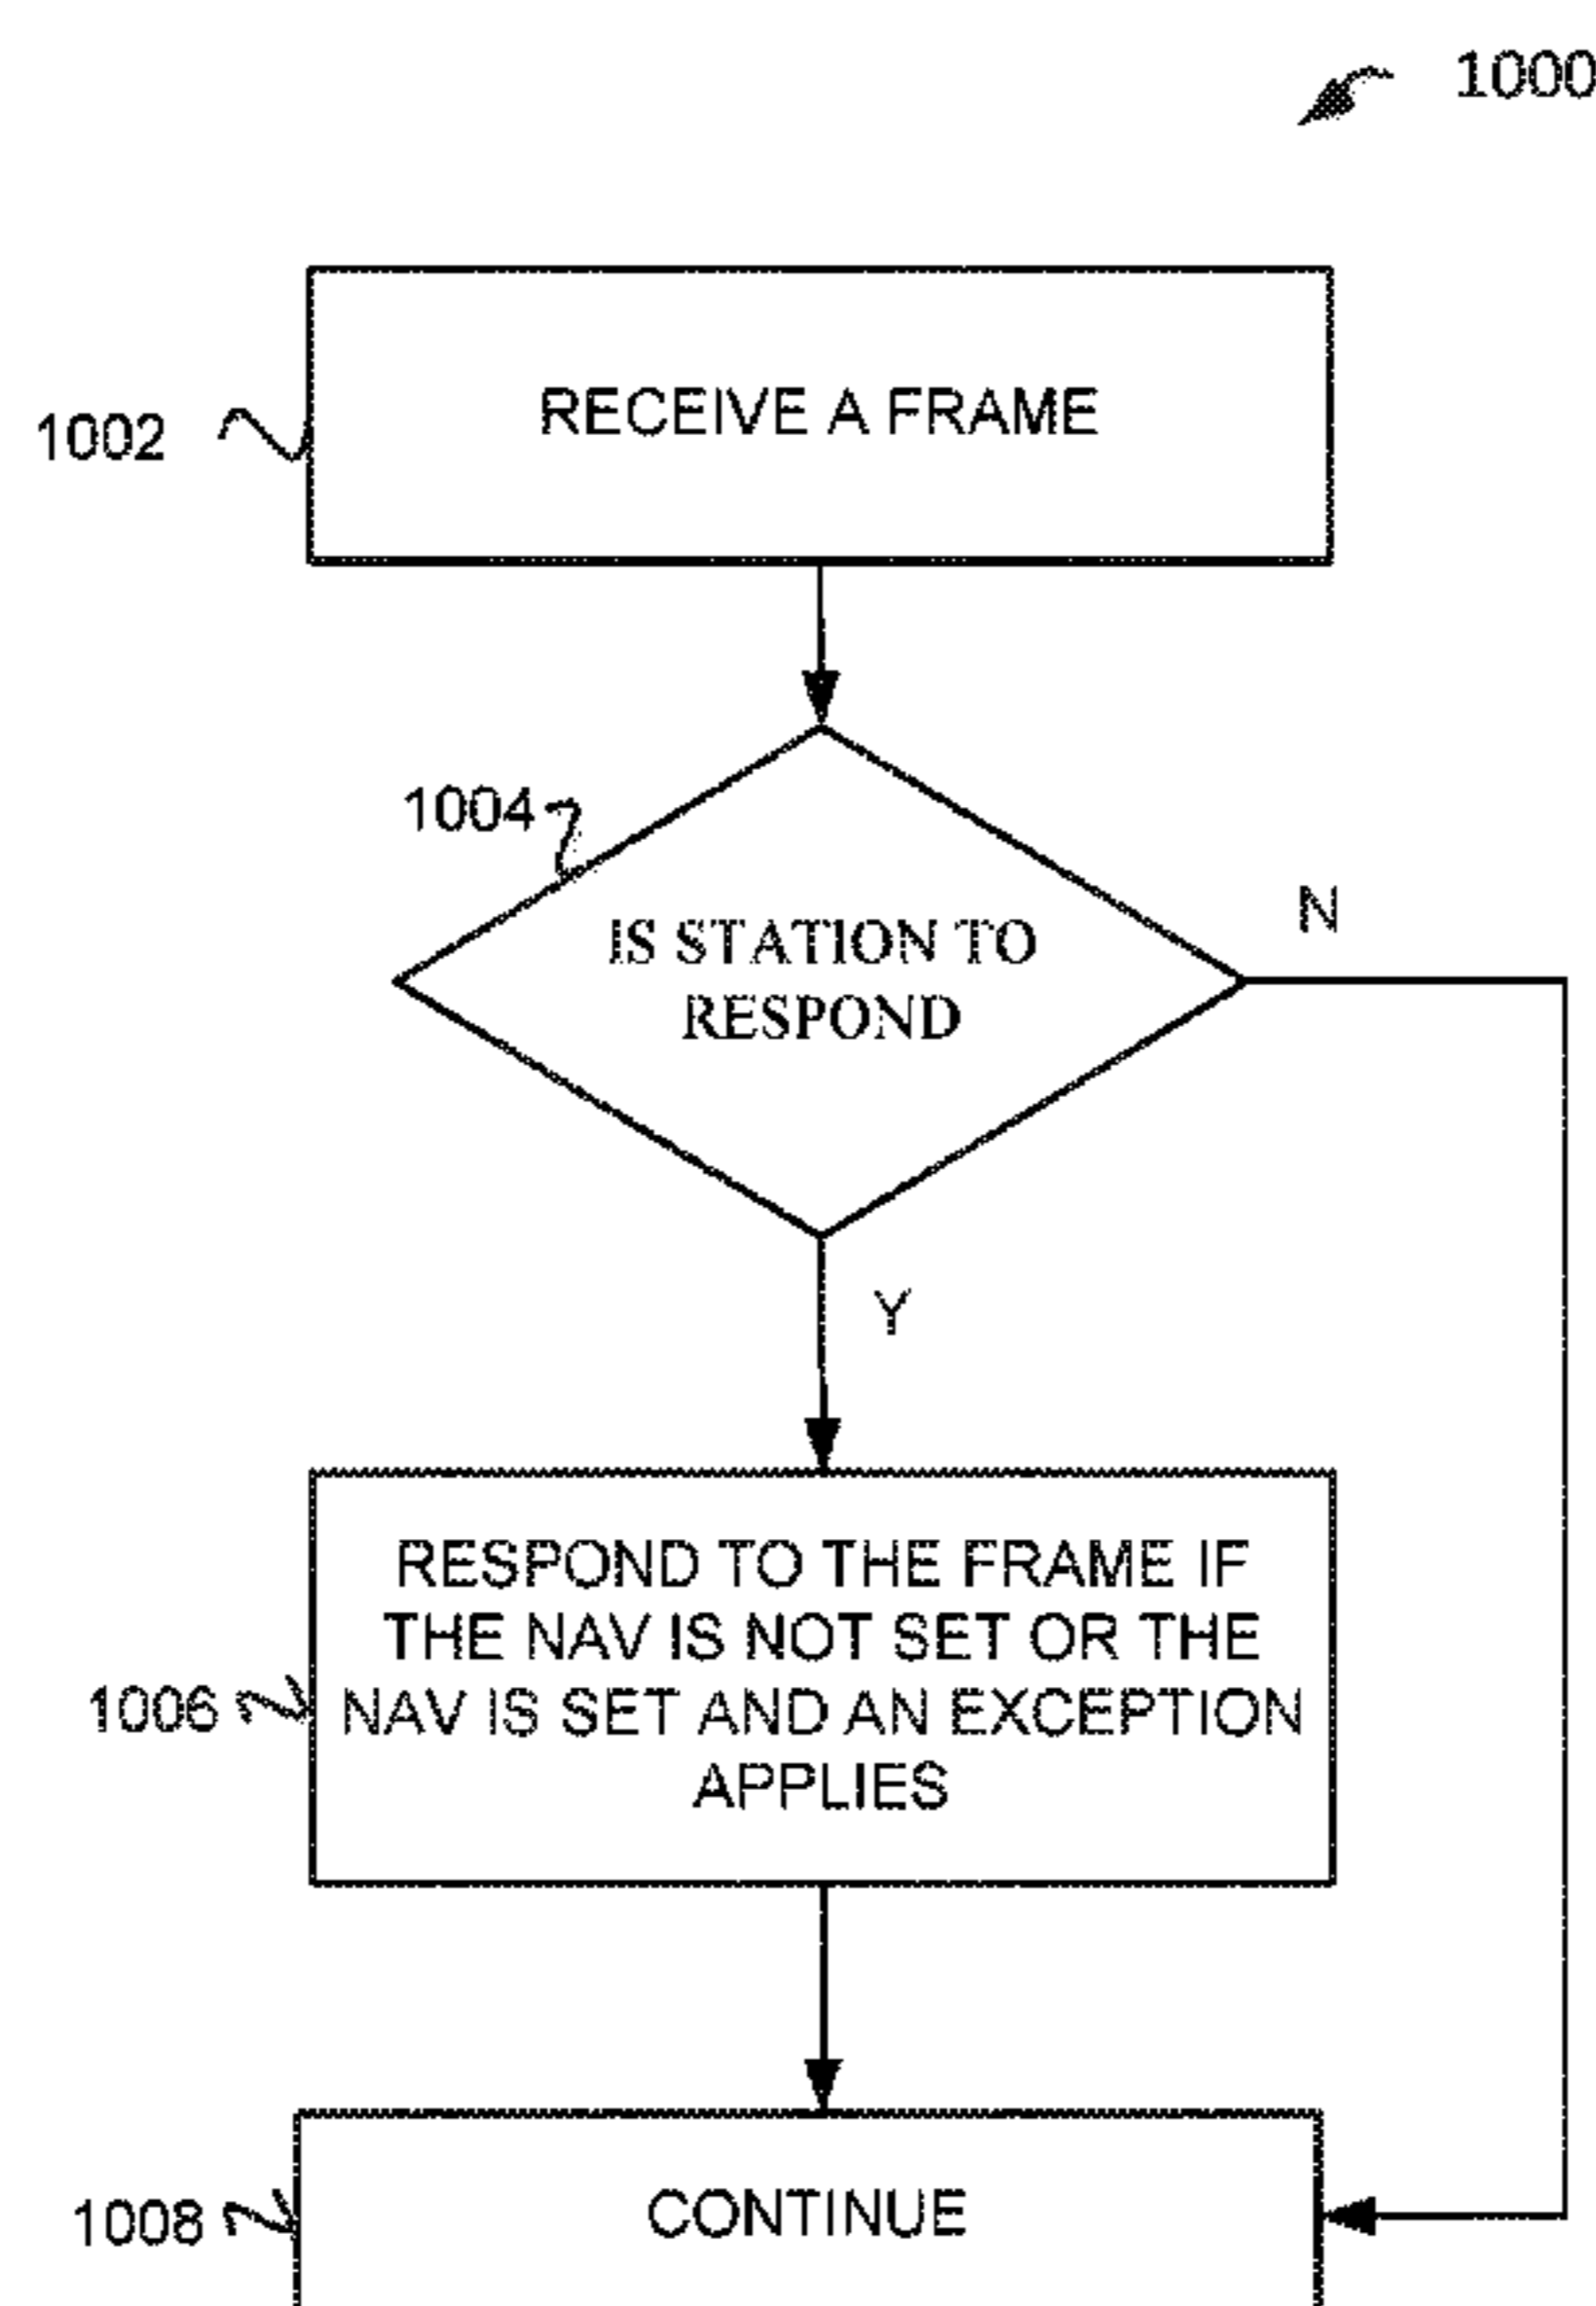 1000
RECEIVE A FRAME
1002
1004
IS STATION TO
RESPOND
N
Y
RESPOND TO THE FRAME IF
THE NAV IS NOT SET OR THE
NAV IS SET AND AN EXCEPTION
APPLIES
1006
CONTINUE
1008